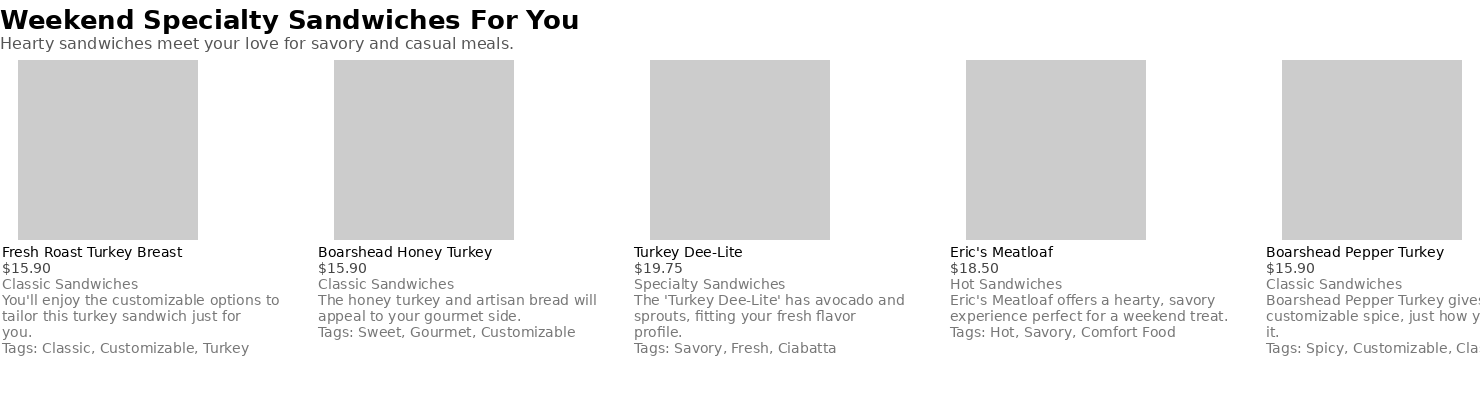 Weekend Specialty Sandwiches For You
Hearty sandwiches meet your love for savory and casual meals.
Fresh Roast Turkey Breast
$15.90
Classic Sandwiches
You'll enjoy the customizable options to
tailor this turkey sandwich just for
you.
Tags: Classic, Customizable, Turkey
Boarshead Honey Turkey
$15.90
Classic Sandwiches
The honey turkey and artisan bread will
appeal to your gourmet side.
Tags: Sweet, Gourmet, Customizable
Turkey Dee-Lite
$19.75
Specialty Sandwiches
The 'Turkey Dee-Lite' has avocado and
sprouts, fitting your fresh flavor
profile.
Tags: Savory, Fresh, Ciabatta
Eric's Meatloaf
$18.50
Hot Sandwiches
Eric's Meatloaf offers a hearty, savory
experience perfect for a weekend treat.
Tags: Hot, Savory, Comfort Food
Boarshead Pepper Turkey
$15.90
Classic Sandwiches
Boarshead Pepper Turkey
customizable spice, just how
it.
Tags: Spicy, Customizable,